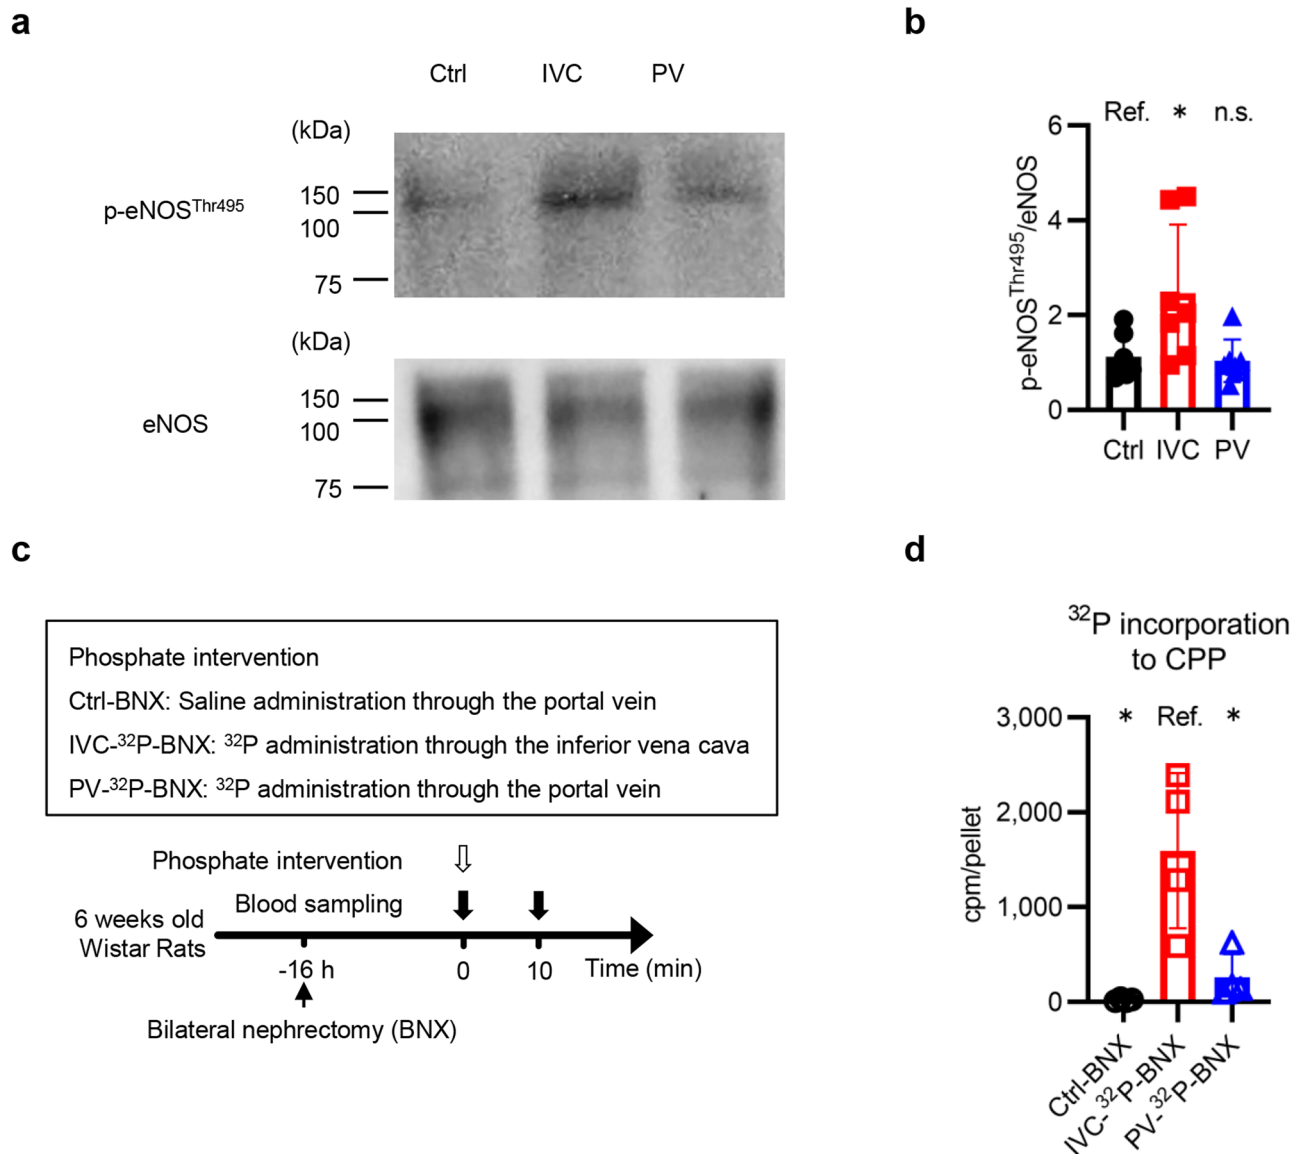 a
Ctrl IVC PV
(kDa)
p-eNOSThr495
150
100
75
(kDa)
eNOS
150
100
75
b
Ref. * n.s.
p-eNOSThr495/eNOS
6
4
2
0
Ctrl IVC PV
c
Phosphate intervention
Ctrl-BNX: Saline administration through the portal vein
IVC-32P-BNX: 32P administration through the inferior vena cava
PV-32P-BNX: 32P administration through the portal vein
Phosphate intervention
Blood sampling
6 weeks old
Wistar Rats
-16 h 0 10 Time (min)
Bilateral nephrectomy (BNX)
d
32P incorporation
to CPP
* Ref. *
cpm/pellet
3,000
2,000
1,000
0
Ctrl-BNX
IVC-32P-BNX
PV-32P-BNX